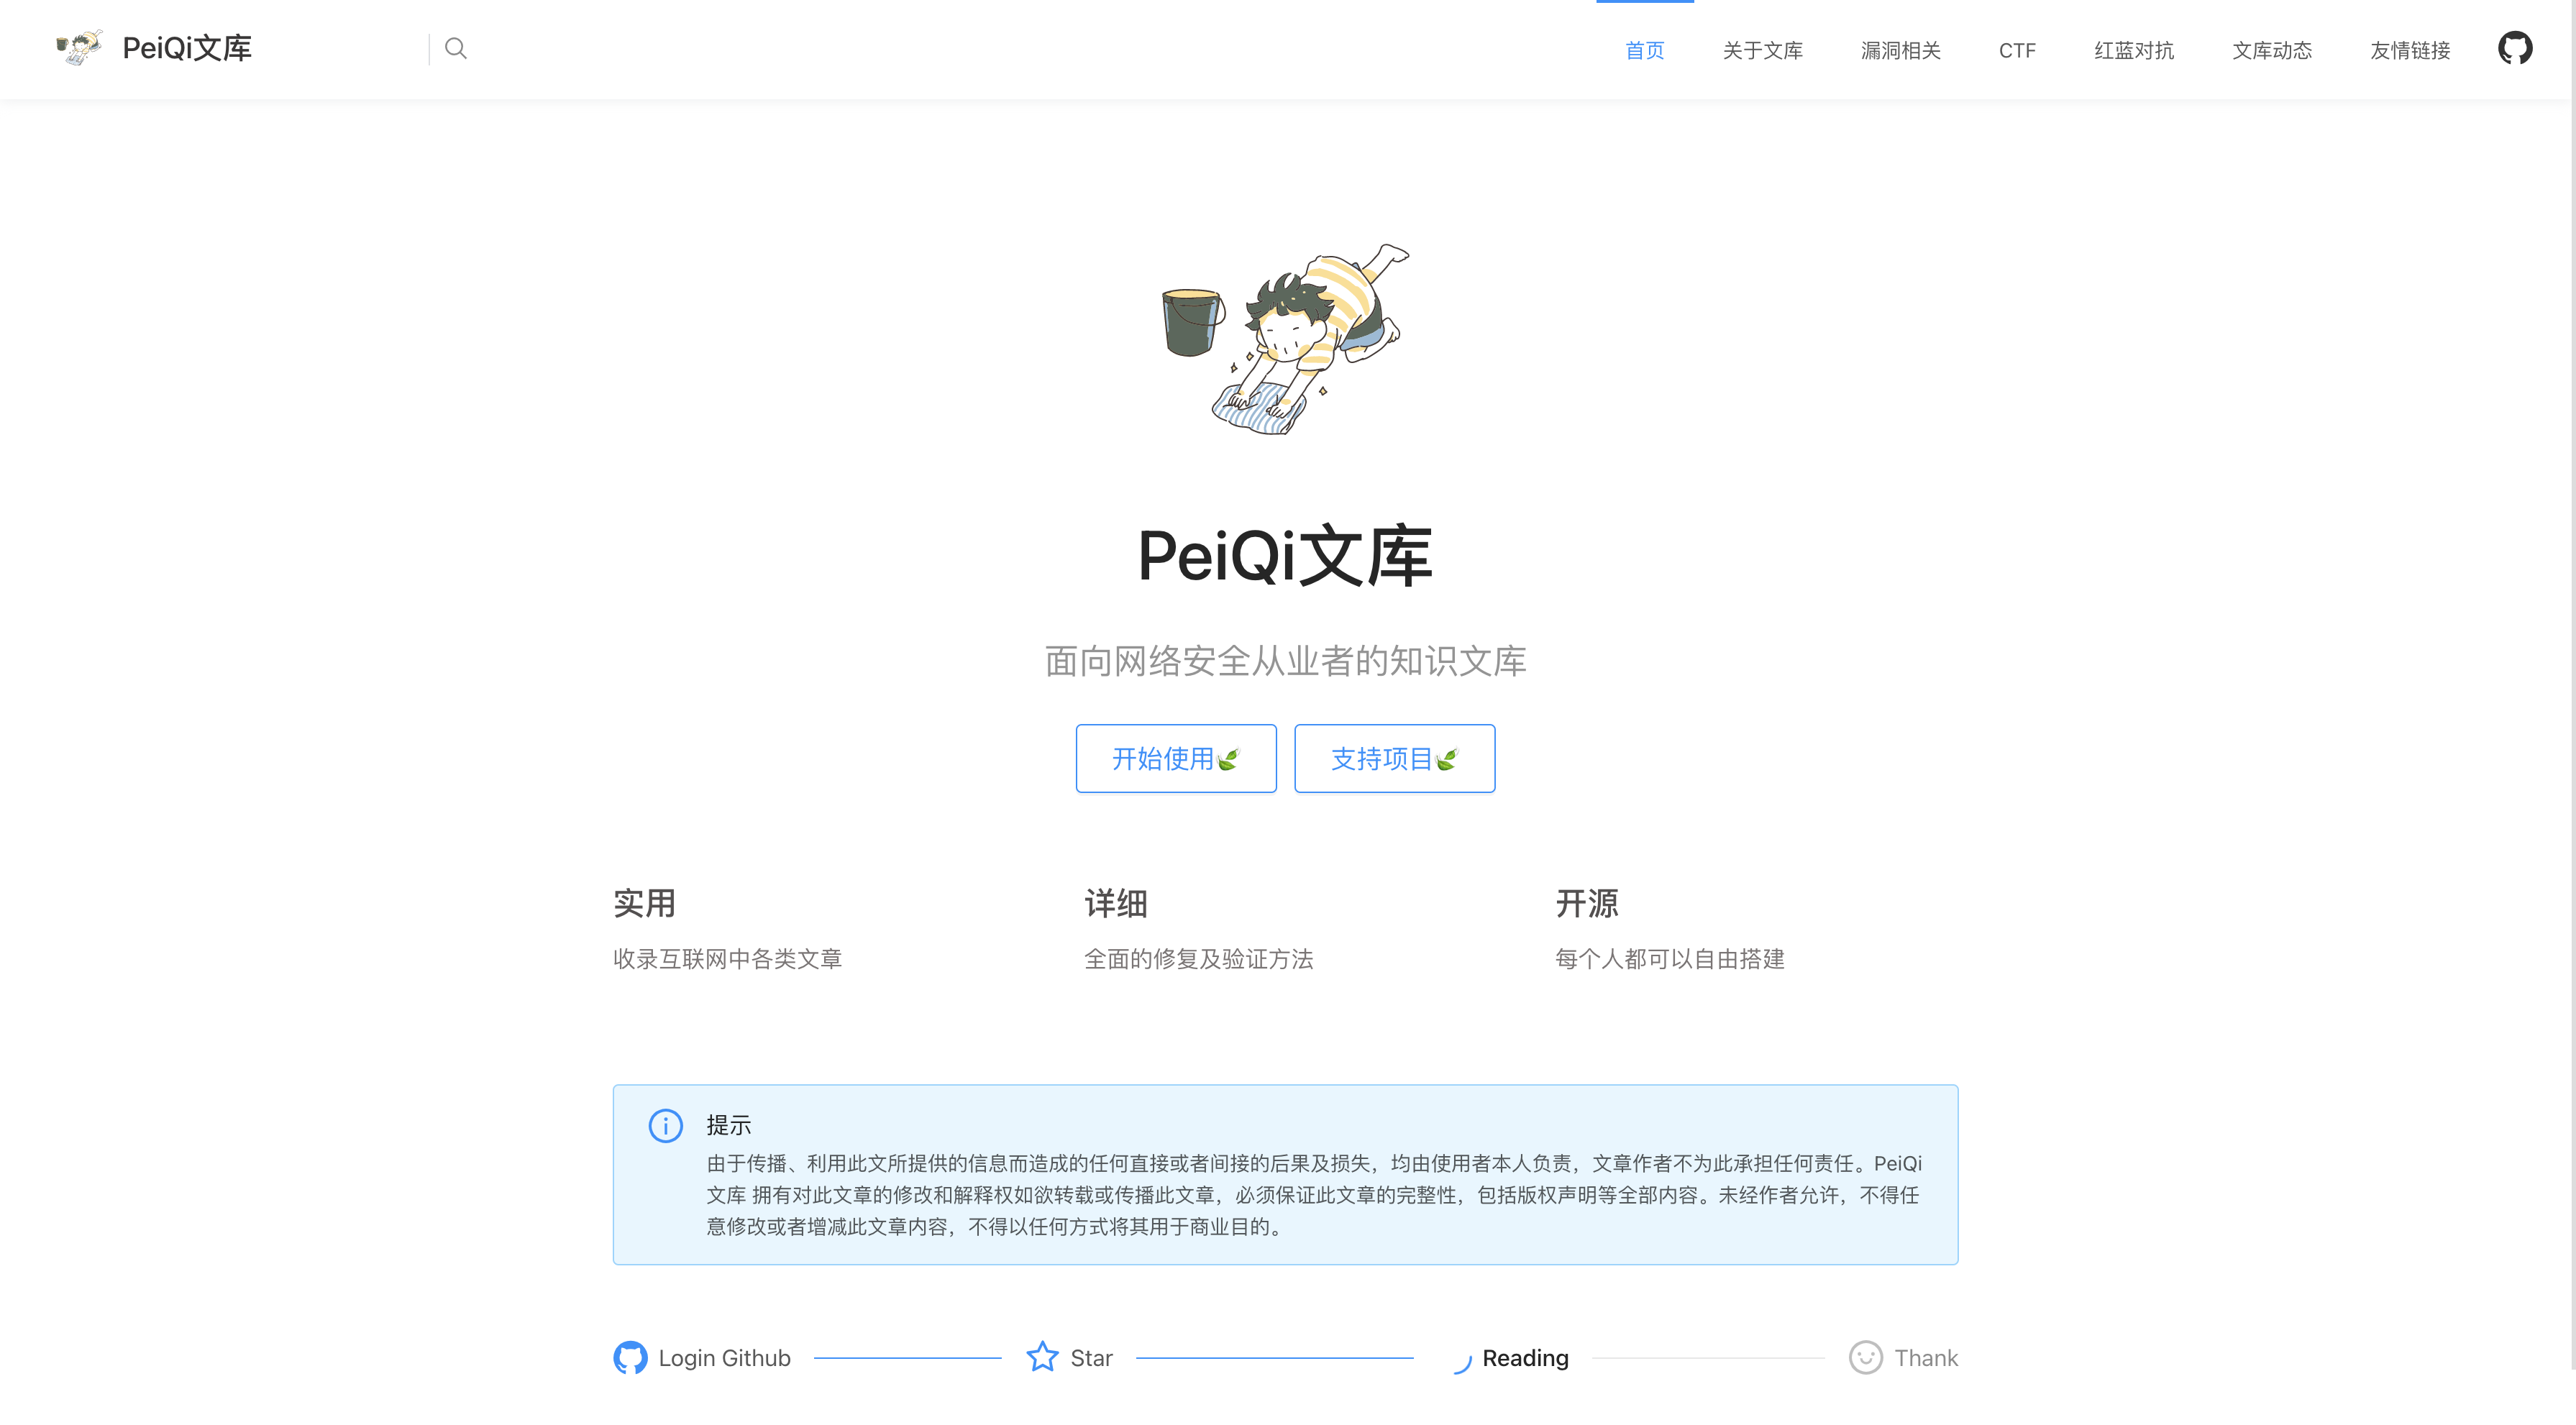 PeiQi文库
首页
关于文库
漏洞相关
CTF
红蓝对抗
文库动态
友情链接
PeiQi文库
面向网络安全从业者的知识文库
开始使用🍃
支持项目🍃
实用
收录互联网中各类文章
详细
全面的修复及验证方法
开源
每个人都可以自由搭建
提示
由于传播、利用此文所提供的信息而造成的任何直接或者间接的后果及损失，均由使用者本人负责，文章作者不为此承担任何责任。PeiQi
文库 拥有对此文章的修改和解释权如欲转载或传播此文章，必须保证此文章的完整性，包括版权声明等全部内容。未经作者允许，不得任
意修改或者增减此文章内容，不得以任何方式将其用于商业目的。
Login Github
Star
Reading
Thank